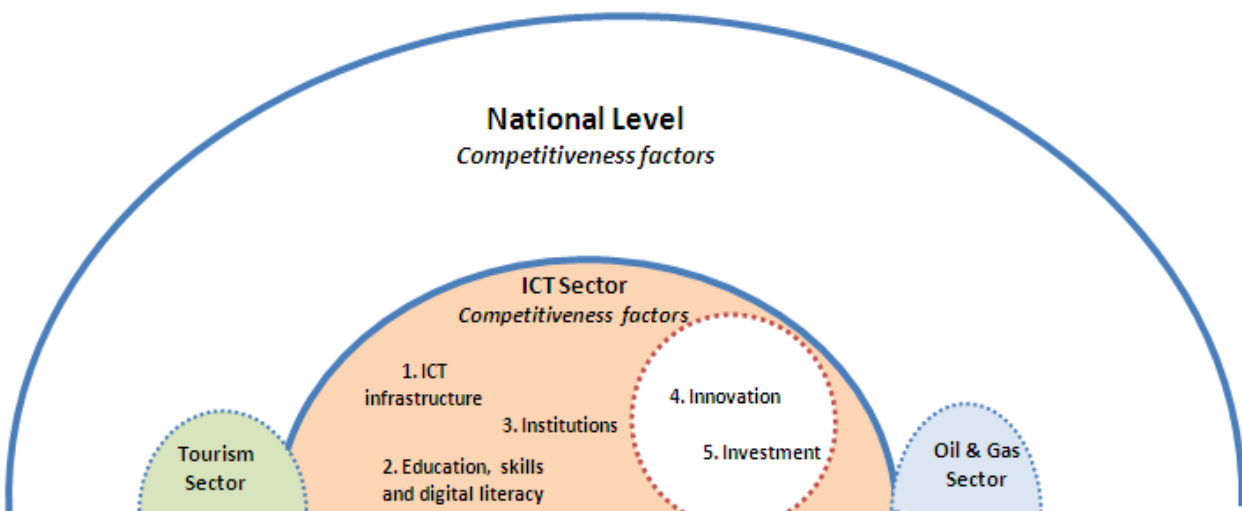 National Level
Competitiveness factors
ICT Sector
Competitiveness factors
1. ICT
infrastructure
3. Institutions
2. Education, skills
and digital literacy
4. Innovation
5. Investment
Tourism
Sector
Oil & Gas
Sector